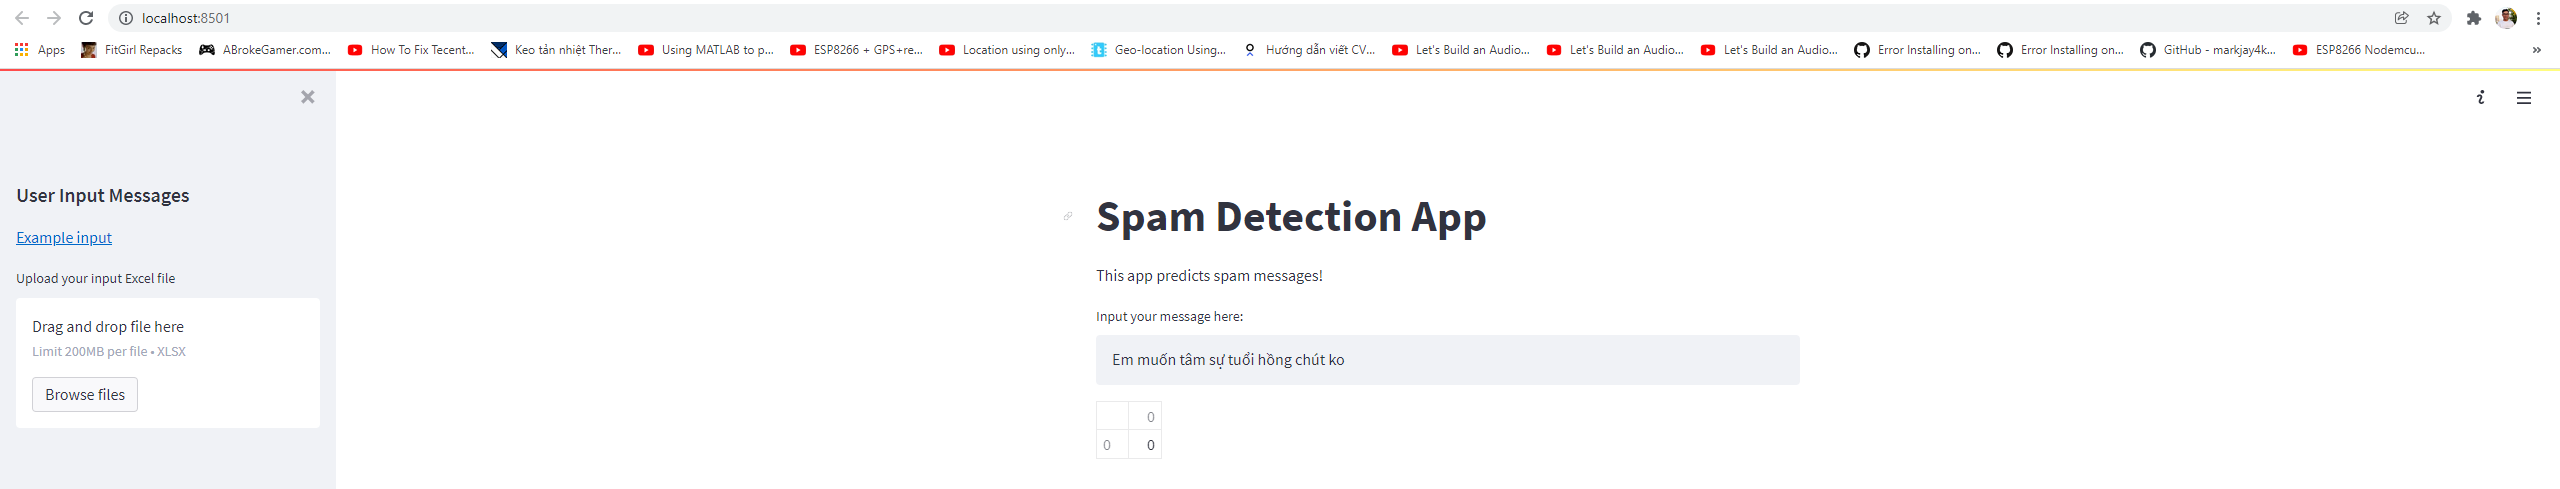 localhost:8501
Apps FitGirl Repacks ABrokeGamer.com... How To Fix Tecent... Keo tản nhiệt Ther... Using MATLAB to p... ESP8266 + GPS+re... Location using only... Geo-location Using... Hướng dẫn viết CV... Let's Build an Audio... Let's Build an Audio... Let's Build an Audio... Error Installing on... Error Installing on... GitHub - markjay4k... ESP8266 Nodemcu... »
User Input Messages
Example input
Upload your input Excel file
Drag and drop file here
Limit 200MB per file • XLSX
Browse files
Spam Detection App
This app predicts spam messages!
Input your message here:
Em muốn tâm sự tuổi hồng chút ko
0
0 0